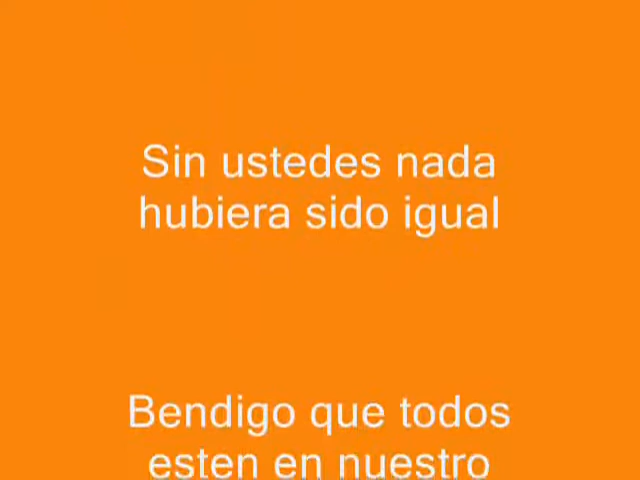 Sin ustedes nada
hubiera sido igual
Bendigo que todos
esten en nuestro